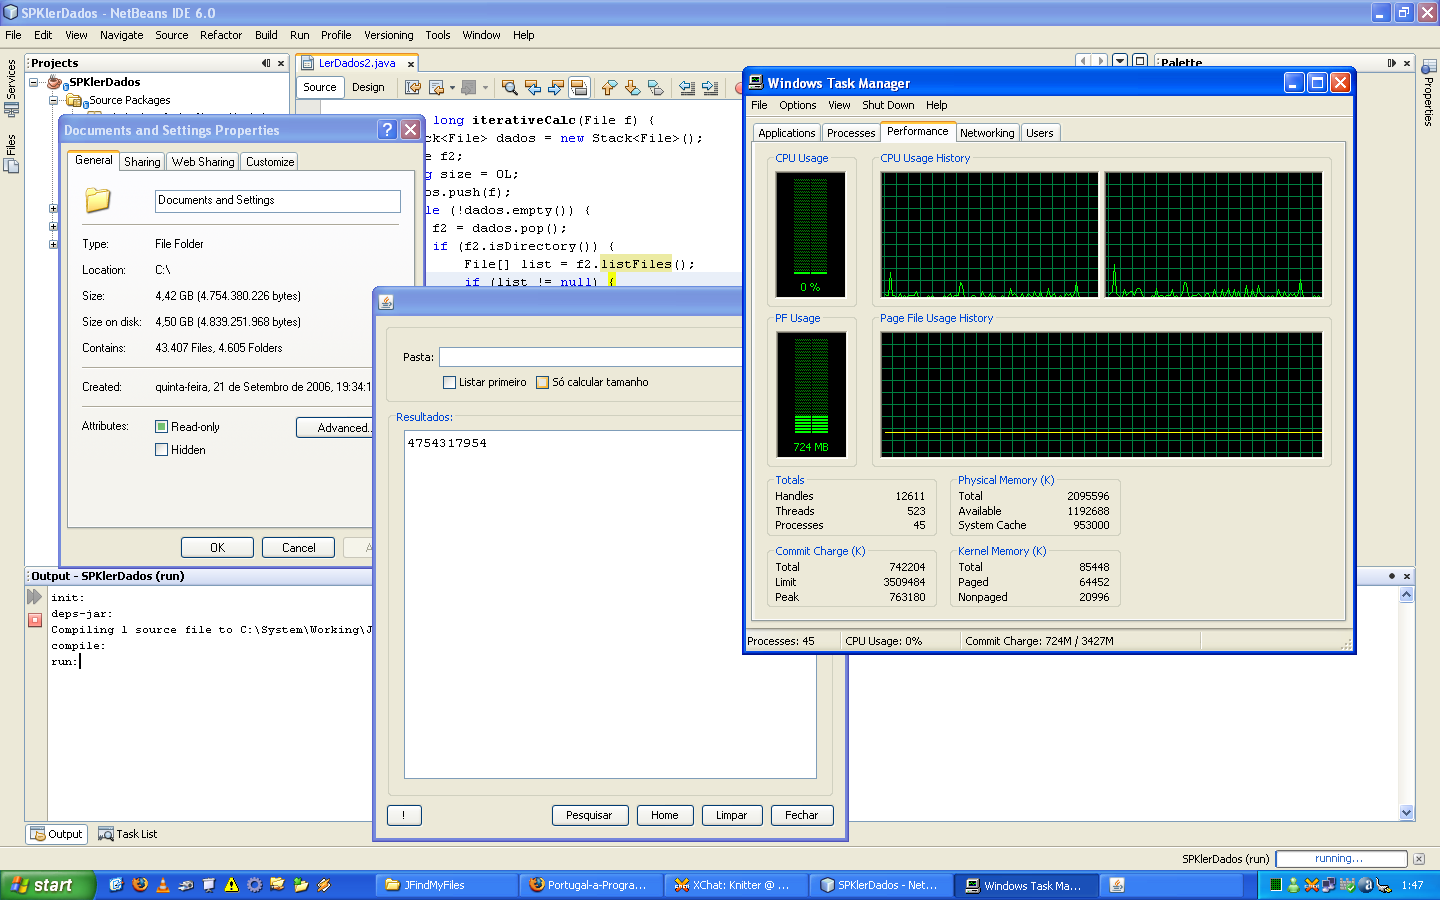 SPKlerDados - NetBeans IDE 6.0
File Edit View Navigate Source Refactor Build Run Profile Versioning Tools Window Help
Services
Files
Projects
SPKlerDados
Source Packages
LerDados2.java
Source Design
long iterativeCalc(File f) {
ck<File> dados = new Stack<File>();
e f2;
g size = 0L;
os.push(f);
le (!dados.empty()) {
f2 = dados.pop();
if (f2.isDirectory()) {
File[] list = f2.listFiles();
if (list != null) {
Palette
Properties
Documents and Settings Properties
General Sharing Web Sharing Customize
Documents and Settings
Type: File Folder
Location: C:\
Size: 4,42 GB (4.754.380.226 bytes)
Size on disk: 4,50 GB (4.839.251.968 bytes)
Contains: 43.407 Files, 4.605 Folders
Created: quinta-feira, 21 de Setembro de 2006, 19:34:1
Attributes: Read-only Advanced..
Hidden
OK Cancel A
Pasta:
Listar primeiro Só calcular tamanho
Resultados:
4754317954
! Pesquisar Home Limpar Fechar
Windows Task Manager
File Options View Shut Down Help
Applications Processes Performance Networking Users
CPU Usage CPU Usage History
0 %
PF Usage Page File Usage History
724 MB
Totals
Handles 12611
Threads 523
Processes 45
Physical Memory (K)
Total 2095596
Available 1192688
System Cache 953000
Commit Charge (K)
Total 742204
Limit 3509484
Peak 763180
Kernel Memory (K)
Total 85448
Paged 64452
Nonpaged 20996
Processes: 45 CPU Usage: 0% Commit Charge: 724M / 3427M
Output - SPKlerDados (run)
init:
deps-jar:
Compiling 1 source file to C:\System\Working\J
compile:
run:
Output Task List
SPKlerDados (run) running...
start JFindMyFiles Portugal-a-Progra... XChat: Knitter @ ... SPKlerDados - Net... Windows Task Ma... 1:47